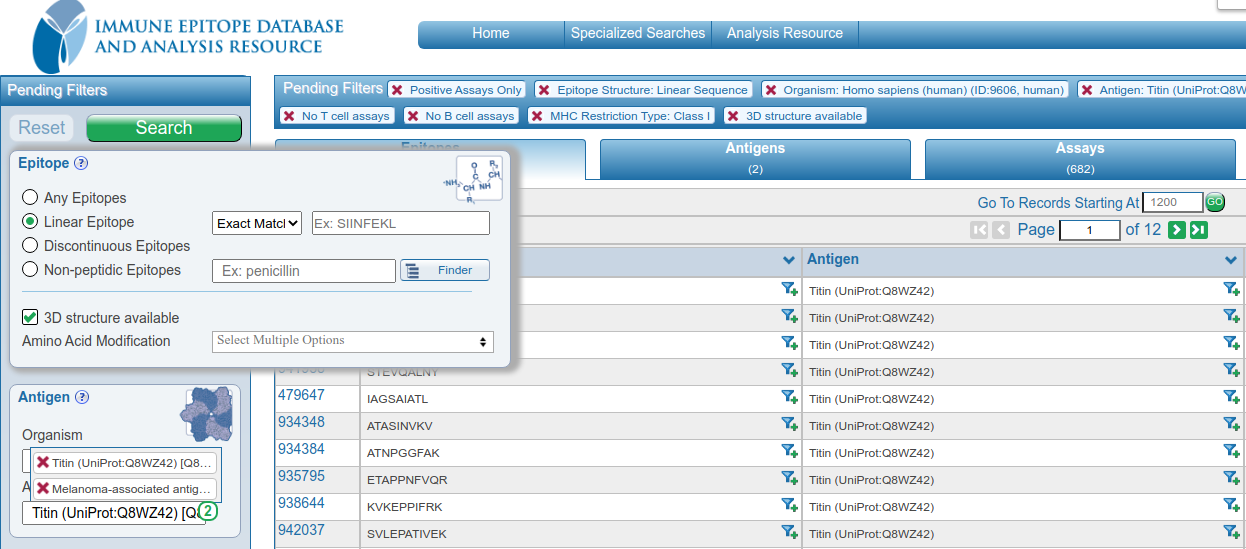 IMMUNE EPITOPE DATABASE
AND ANALYSIS RESOURCE
Home
Specialized Searches
Analysis Resource
Pending Filters
Reset
Search
Pending Filters
Positive Assays Only
Epitope Structure: Linear Sequence
Organism: Homo sapiens (human) (ID:9606, human)
Antigen: Titin (UniProt:Q8W
No T cell assays
No B cell assays
MHC Restriction Type: Class I
3D structure available
Epitopes
Antigens
(2)
Assays
(682)
Epitope ?
Any Epitopes
Linear Epitope
Exact Matcl
Ex: SIINFEKL
Discontinuous Epitopes
Non-peptidic Epitopes
Ex: penicillin
Finder
3D structure available
Amino Acid Modification
Select Multiple Options
Go To Records Starting At 1200 GO
Page 1 of 12
Antigen
Titin (UniProt:Q8WZ42)
Titin (UniProt:Q8WZ42)
Titin (UniProt:Q8WZ42)
STEVQALNY Titin (UniProt:Q8WZ42)
479647 IAGSAIATL Titin (UniProt:Q8WZ42)
934348 ATASINVKV Titin (UniProt:Q8WZ42)
934384 ATNPGGFAK Titin (UniProt:Q8WZ42)
935795 ETAPPNFVQR Titin (UniProt:Q8WZ42)
938644 KVKEPPIFRK Titin (UniProt:Q8WZ42)
942037 SVLEPATIVEK Titin (UniProt:Q8WZ42)
Antigen ?
Organism
Titin (UniProt:Q8WZ42) [Q8...
Melanoma-associated antig...
Titin (UniProt:Q8WZ42) [Q8
2